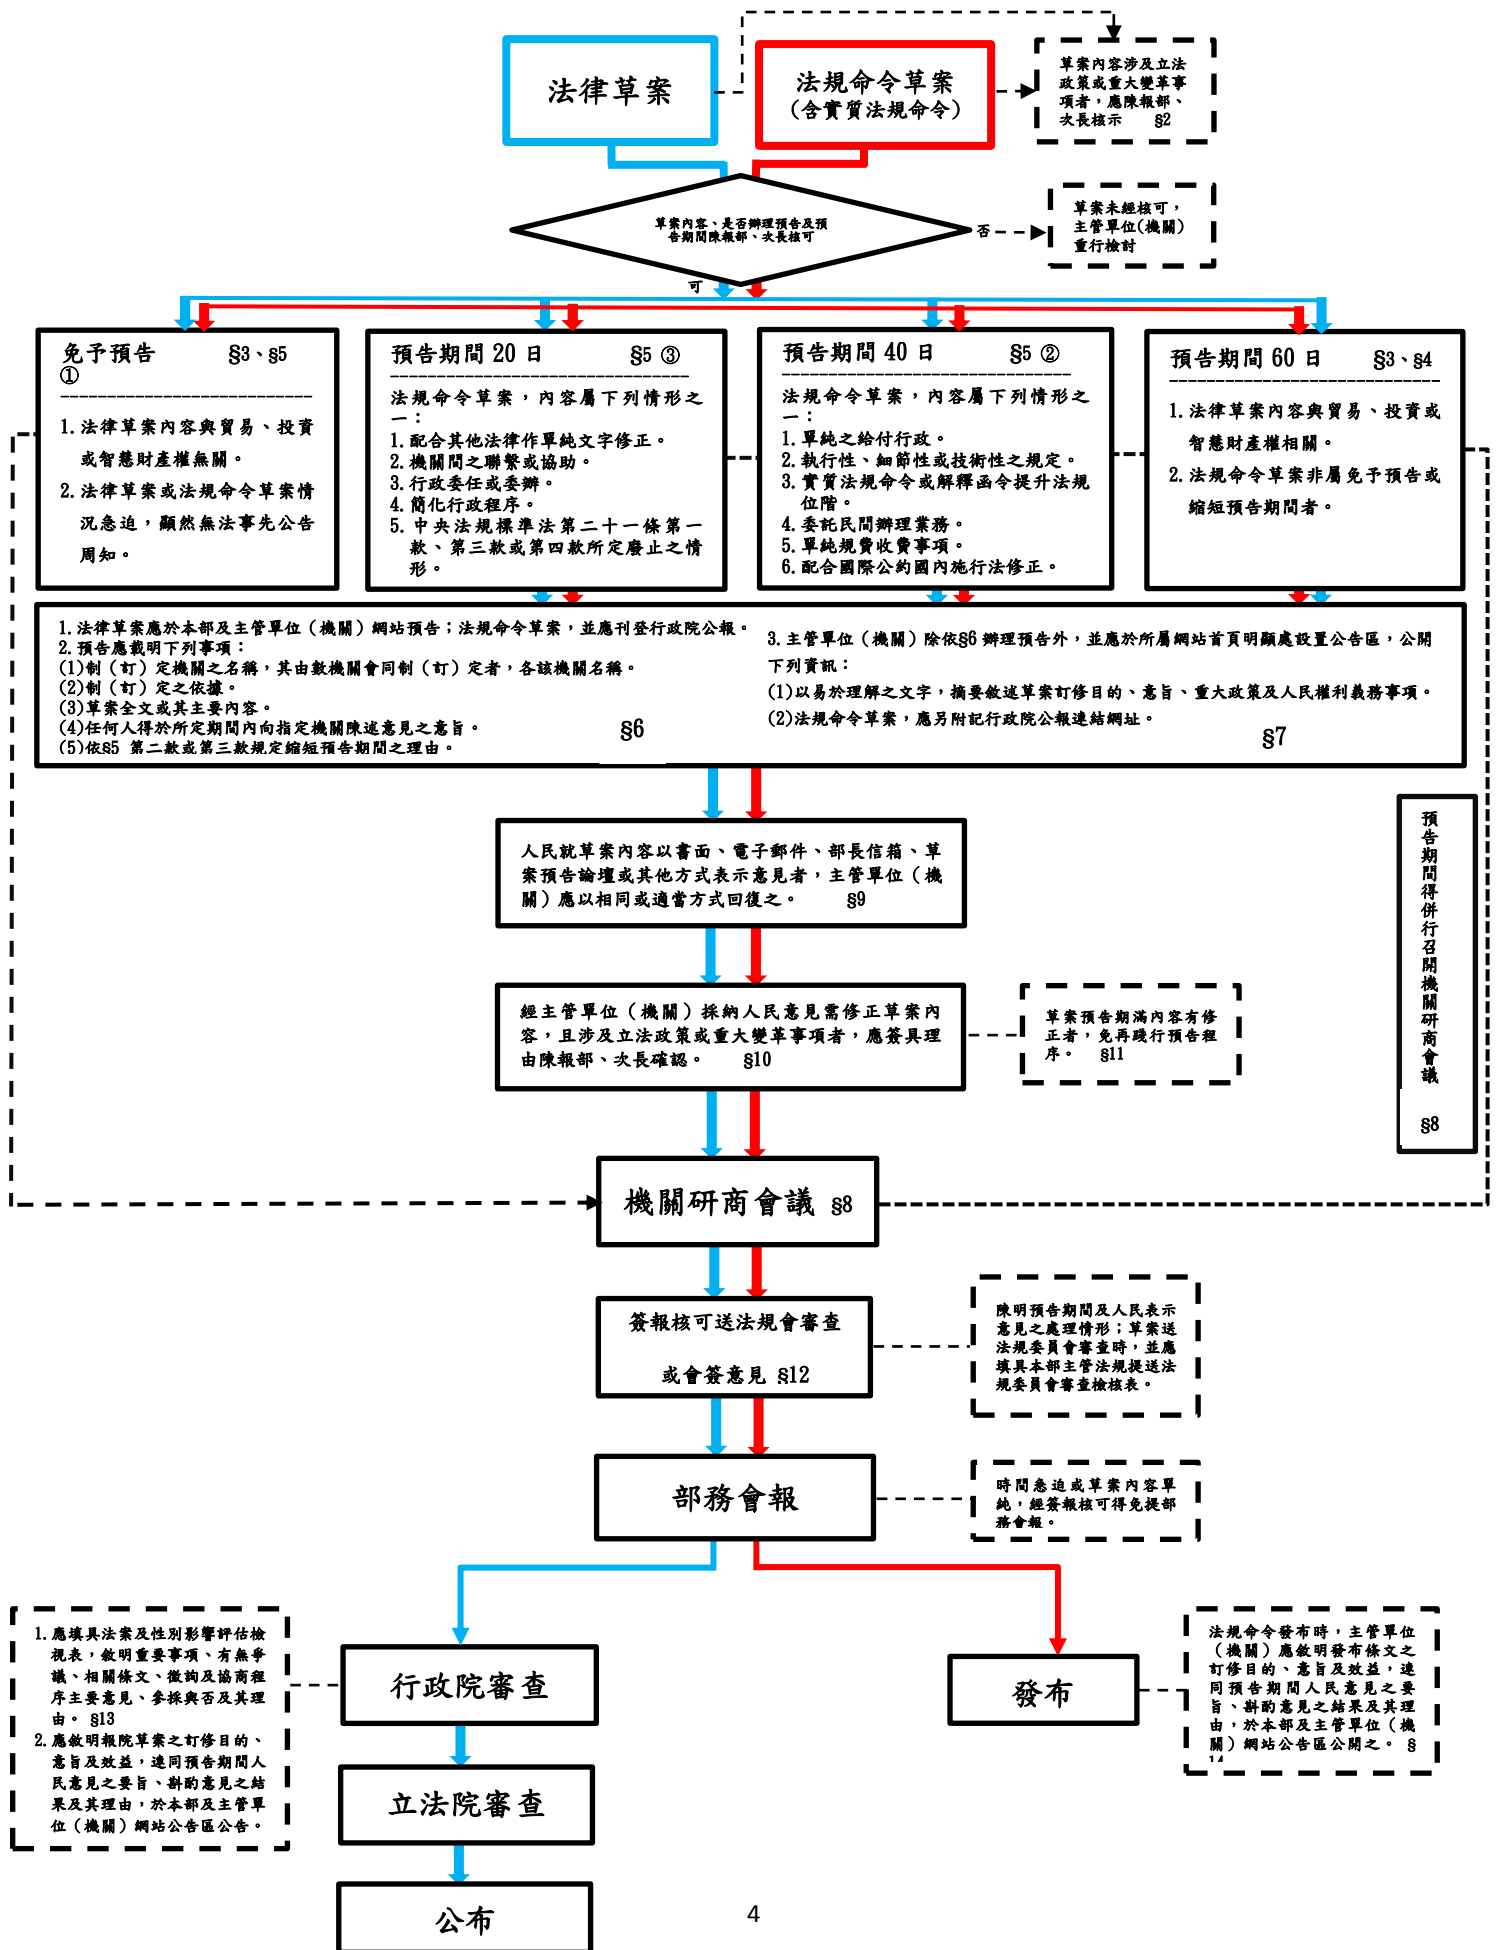 法律草案
法規命令草案
(含實質法規命令)
草案內容涉及立法
政策或重大變革事
項者，應陳報部、
次長核示 §2
草案內容、是否辦理預告及預
告期間陳報部、次長核可
否
草案未經核可，
主管單位(機關)
重行檢討
可
免予預告 §3、§5
①
------------------------------
1.法律草案內容與貿易、投資
或智慧財產權無關。
2.法律草案或法規命令草案情
況急迫，顯然無法事先公告
周知。
預告期間 20 日 §5 ③
------------------------------------
法規命令草案，內容屬下列情形之
一：
1.配合其他法律作單純文字修正。
2.機關間之聯繫或協助。
3.行政委任或委辦。
4.簡化行政程序。
5.中央法規標準法第二十一條第一
款、第三款或第四款所定廢止之情
形。
預告期間 40 日 §5 ②
-----------------------------------
法規命令草案，內容屬下列情形之
一：
1.單純之給付行政。
2.執行性、細節性或技術性之規定。
3.實質法規命令或解釋函令提升法規
位階。
4.委託民間辦理業務。
5.單純規費收費事項。
6.配合國際公約國內施行法修正。
預告期間 60 日 §3、§4
--------------------------------
1.法律草案內容與貿易、投資或
智慧財產權相關。
2.法規命令草案非屬免予預告或
縮短預告期間者。
1.法律草案應於本部及主管單位（機關）網站預告；法規命令草案，並應刊登行政院公報。
2.預告應載明下列事項：
(1)制（訂）定機關之名稱，其由數機關會同制（訂）定者，各該機關名稱。
(2)制（訂）定之依據。
(3)草案全文或其主要內容。
(4)任何人得於所定期間內向指定機關陳述意見之意旨。
(5)依§5 第二款或第三款規定縮短預告期間之理由。
§6
3.主管單位（機關）除依§6 辦理預告外，並應於所屬網站首頁明顯處設置公告區，公開
下列資訊：
(1)以易於理解之文字，摘要敘述草案訂修目的、意旨、重大政策及人民權利義務事項。
(2)法規命令草案，應另附記行政院公報連結網址。
§7
人民就草案內容以書面、電子郵件、部長信箱、草
案預告論壇或其他方式表示意見者，主管單位（機
關）應以相同或適當方式回復之。 §9
預告期間得併行召開機關研商會議 §8
經主管單位（機關）採納人民意見需修正草案內
容，且涉及立法政策或重大變革事項者，應簽具理
由陳報部、次長確認。 §10
草案預告期滿內容有修
正者，免再踐行預告程
序。 §11
機關研商會議 §8
簽報核可送法規會審查
或會簽意見 §12
陳明預告期間及人民表示
意見之處理情形；草案送
法規委員會審查時，並應
填具本部主管法規提送法
規委員會審查檢核表。
部務會報
時間急迫或草案內容單
純，經簽報核可得免提部
務會報。
1.應填具法案及性別影響評估檢
視表，敘明重要事項、有無爭
議、相關條文、徵詢及協商程
序主要意見、參採與否及其理
由。 §13
2.應敘明報院草案之訂修目的、
意旨及效益，連同預告期間人
民意見之要旨、斟酌意見之結
果及其理由，於本部及主管單
位（機關）網站公告區公告。
行政院審查
發布
法規命令發布時，主管單位
（機關）應敘明發布條文之
訂修目的、意旨及效益，連
同預告期間人民意見之要
旨、斟酌意見之結果及其理
由，於本部及主管單位（機
關）網站公告區公開之。 §
14
立法院審查
公布
4